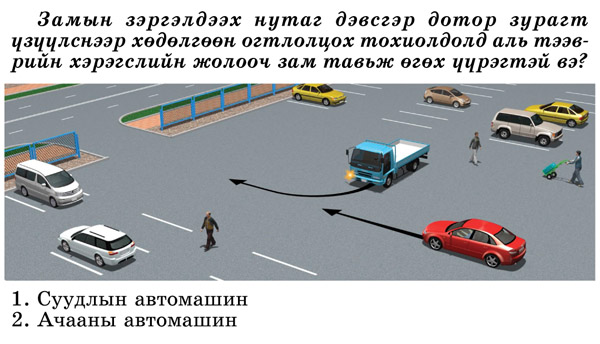 Замын зэргэлдээх нутаг дэвсгэр дотор зурагт
үзүүлснээр хөдөлгөөн огтлолцох тохиолдолд аль тээв-
рийн хэрэгслийн жолооч зам тавьж өгөх үүрэгтэй вэ?
1. Суудлын автомашин
2. Ачааны автомашин